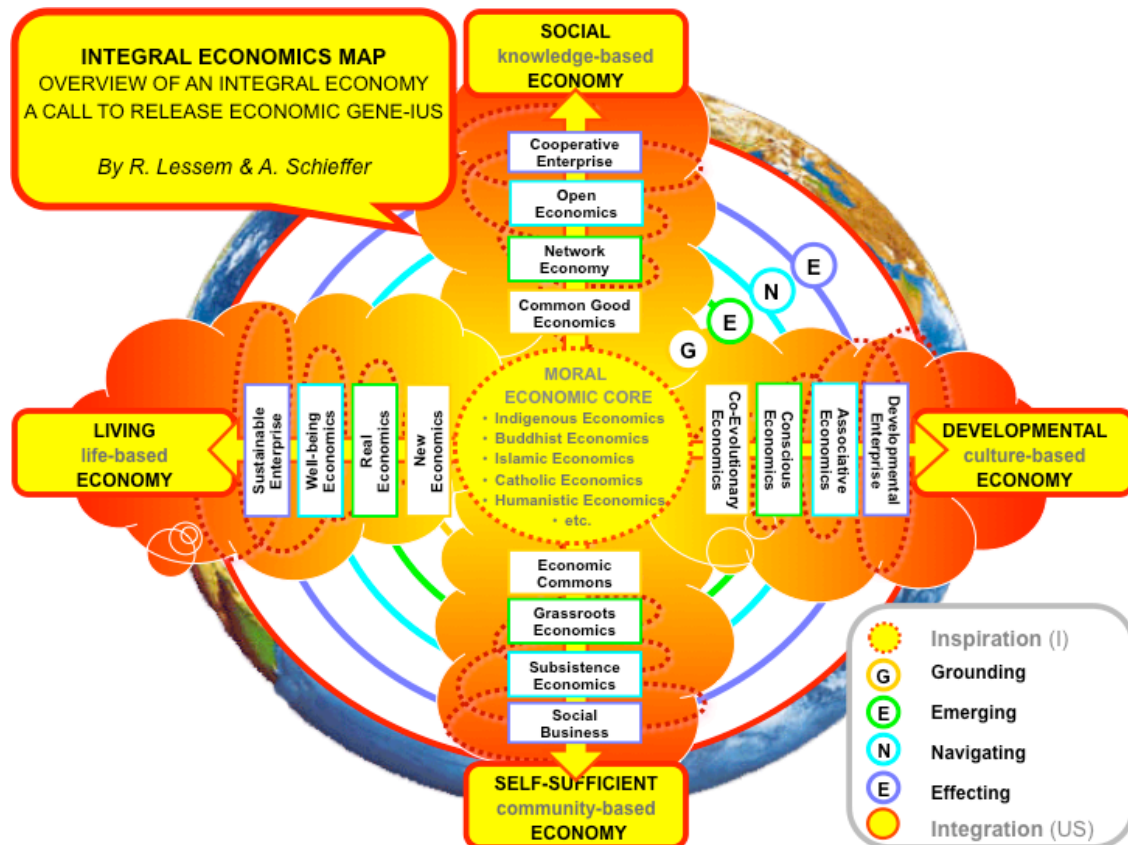 INTEGRAL ECONOMICS MAP
OVERVIEW OF AN INTEGRAL ECONOMY
A CALL TO RELEASE ECONOMIC GENE-IUS
By R. Lessem & A. Schieffer
SOCIAL
knowledge-based
ECONOMY
Cooperative
Enterprise
Open
Economics
Network
Economy
Common Good
Economics
E
N
E
G
LIVING
life-based
ECONOMY
Sustainable
Enterprise
Well-being
Economics
Real
Economics
New
Economics
MORAL
ECONOMIC CORE
• Indigenous Economics
• Buddhist Economics
• Islamic Economics
• Catholic Economics
• Humanistic Economics
• etc.
Co-Evolutionary
Economics
Conscious
Economics
Associative
Economics
Developmental
Enterprise
DEVELOPMENTAL
culture-based
ECONOMY
Economic
Commons
Grassroots
Economics
Subsistence
Economics
Social
Business
SELF-SUFFICIENT
community-based
ECONOMY
Inspiration (I)
G Grounding
E Emerging
N Navigating
E Effecting
Integration (US)